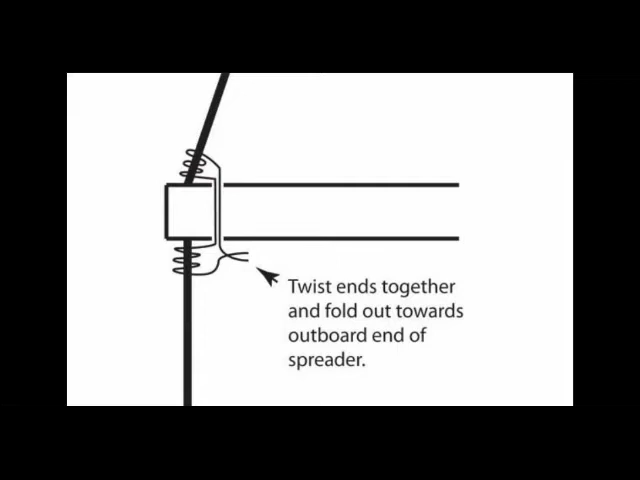 Twist ends together
and fold out towards
outboard end of
spreader.